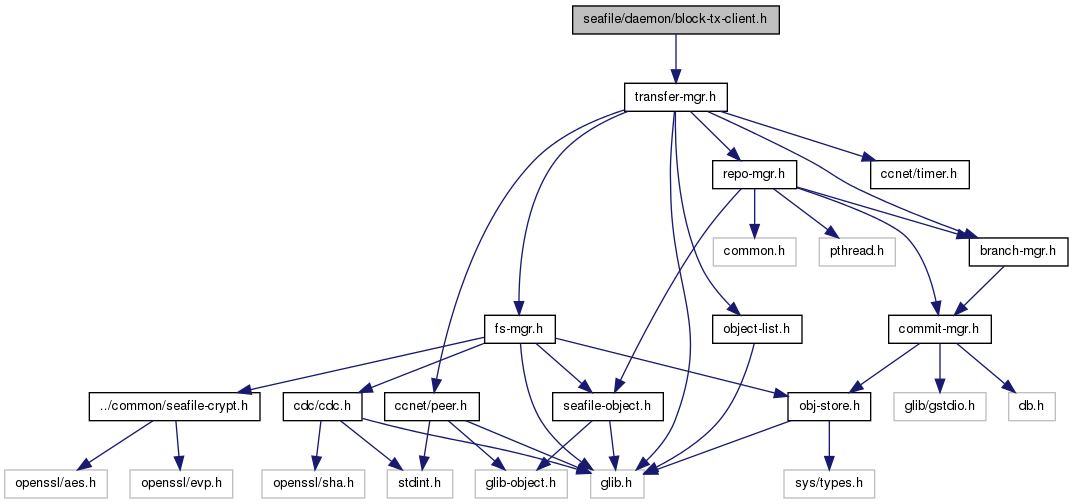 seafile/daemon/block-tx-client.h
transfer-mgr.h
repo-mgr.h
ccnet/timer.h
common.h
pthread.h
branch-mgr.h
fs-mgr.h
object-list.h
commit-mgr.h
../common/seafile-crypt.h
cdc/cdc.h
ccnet/peer.h
seafile-object.h
obj-store.h
glib/gstdio.h
db.h
openssl/aes.h
openssl/evp.h
openssl/sha.h
stdint.h
glib-object.h
glib.h
sys/types.h